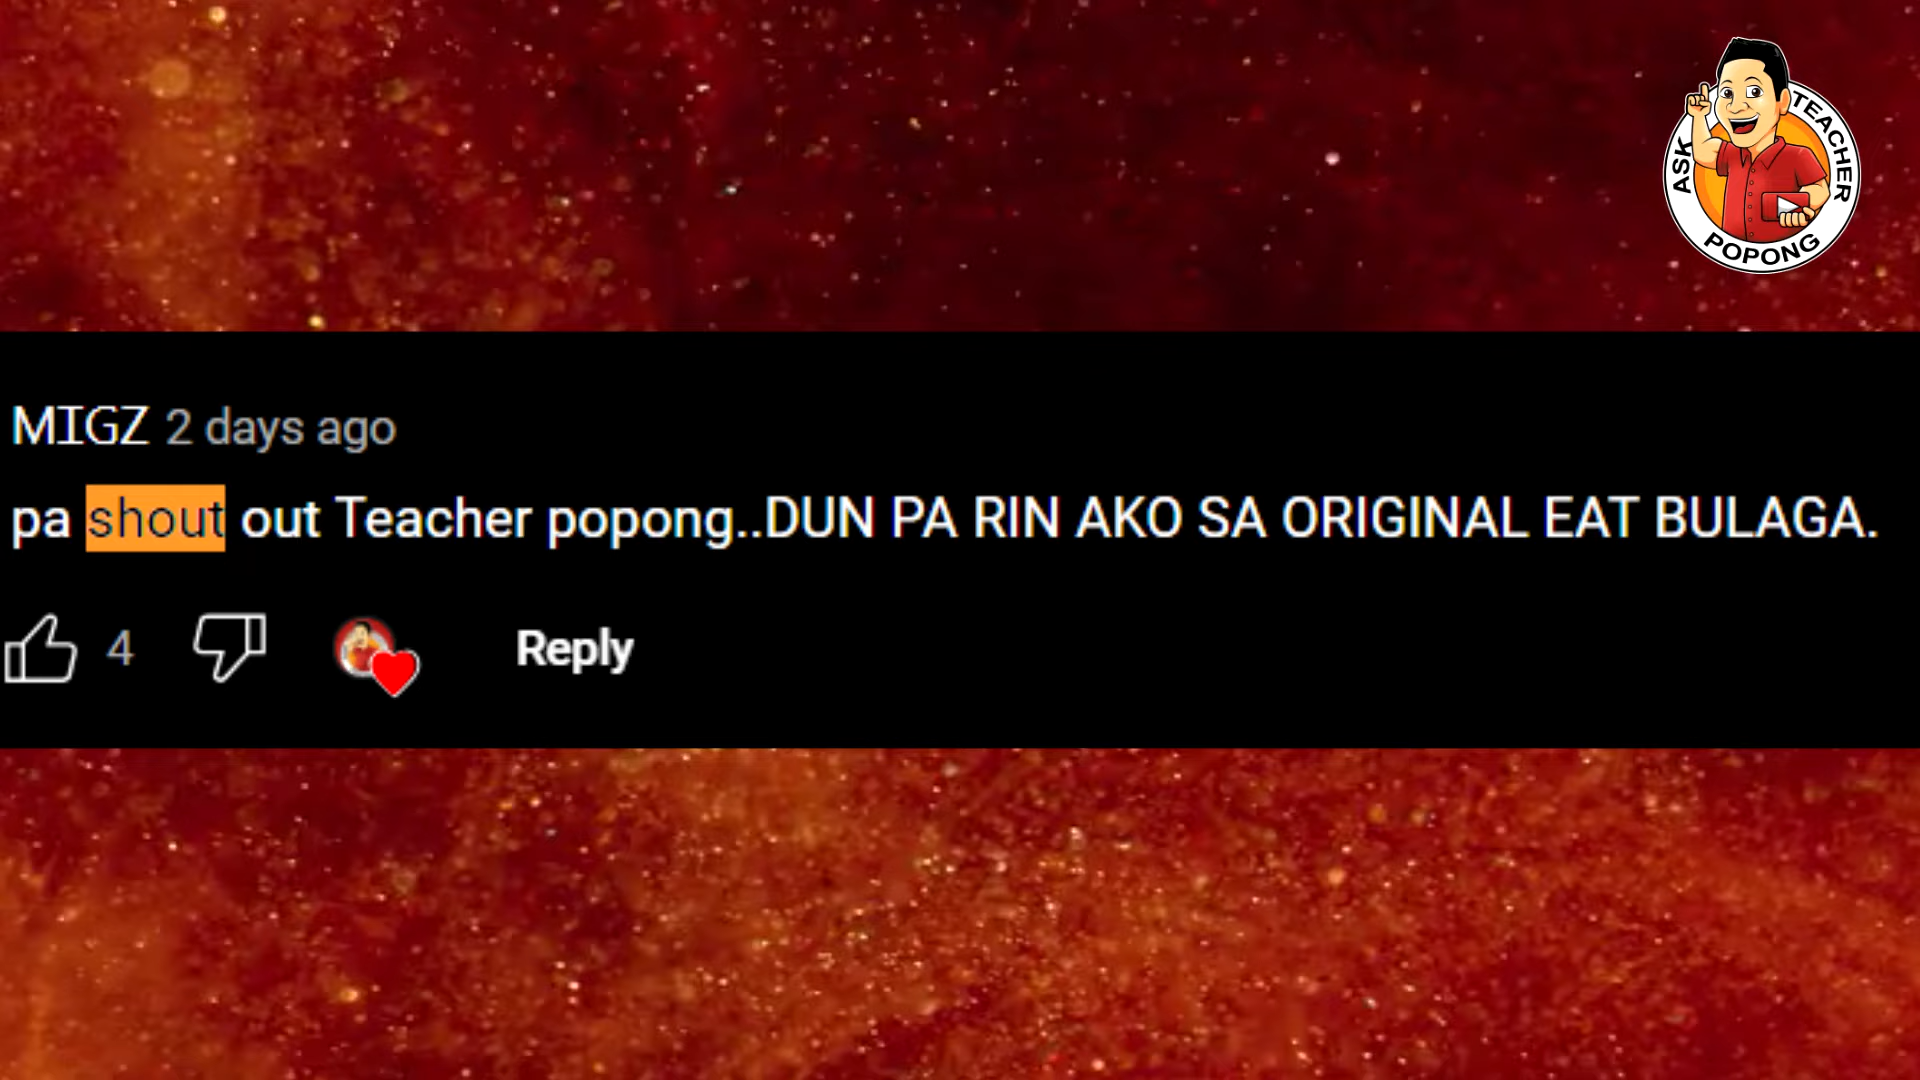 ASK TEACHER POPONG
MIGZ 2 days ago
pa shout out Teacher popong..DUN PA RIN AKO SA ORIGINAL EAT BULAGA.
4 Reply